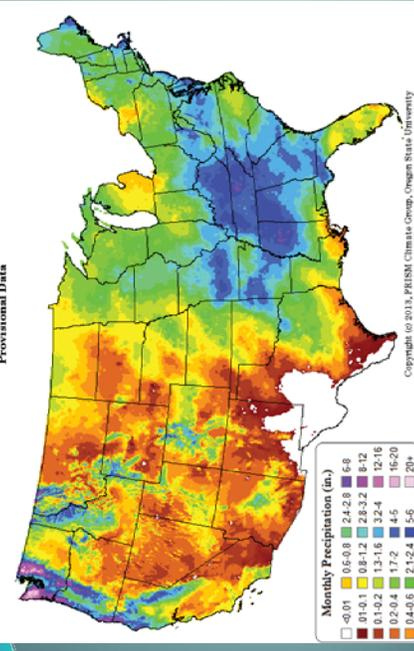 Provisional Data
Monthly Precipitation (in.)
<0.01 0.6-0.8 2.4-2.8 6-8
.01-0.1 0.8-1.2 2.8-3.2 8-12
0.1-0.2 1.3-1.6 3.2-4 12-16
0.2-0.4 1.7-2 4-5 16-20
0.4-0.6 2.1-2.4 5-6 20+
Copyright (c) 2013, PRISM Climate Group, Oregon State University